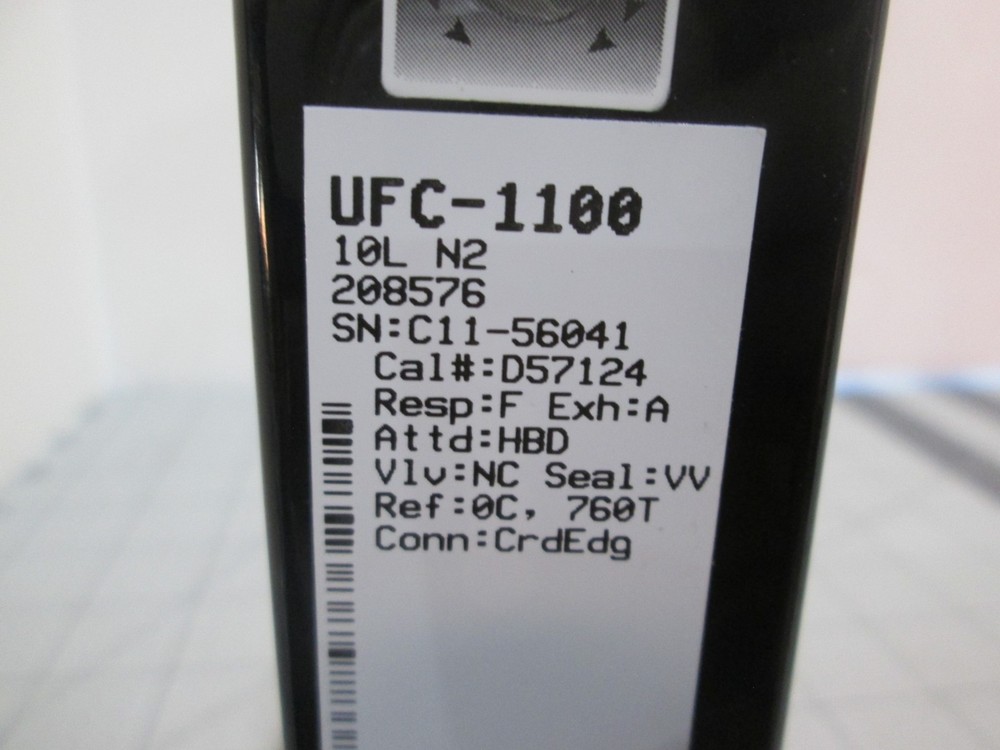 UFC-1100
10L N2
208576
SN:C11-56041
Cal#:D57124
Resp:F Exh:A
Attd:HBD
Vlv:NC Seal:VV
Ref:0C, 760T
Conn:CrdEdg